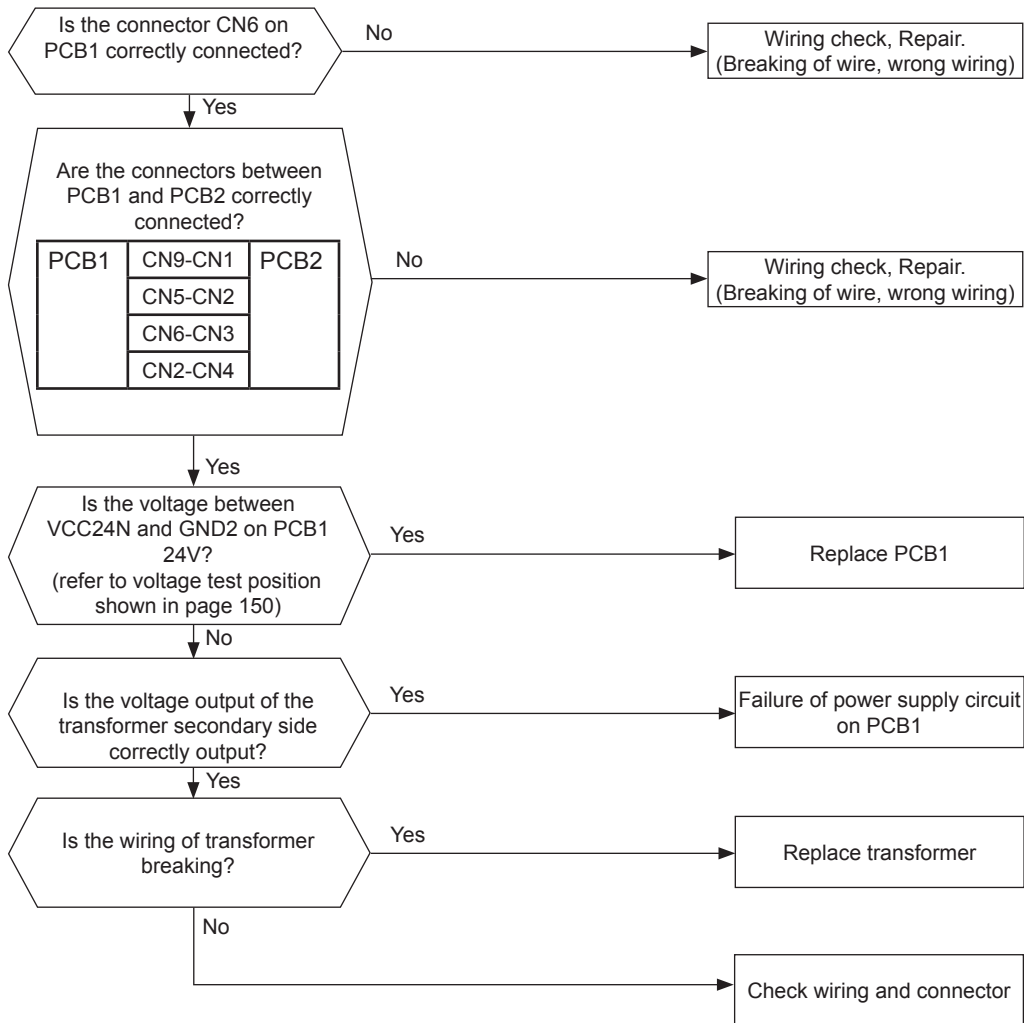 Is the connector CN6 on
PCB1 correctly connected?
No
Wiring check, Repair.
(Breaking of wire, wrong wiring)
Yes
Are the connectors between
PCB1 and PCB2 correctly
connected?
PCB1
CN9-CN1
PCB2
CN5-CN2
CN6-CN3
CN2-CN4
No
Wiring check, Repair.
(Breaking of wire, wrong wiring)
Yes
Is the voltage between
VCC24N and GND2 on PCB1
24V?
(refer to voltage test position
shown in page 150)
Yes
Replace PCB1
No
Is the voltage output of the
transformer secondary side
correctly output?
Yes
Failure of power supply circuit
on PCB1
Yes
Is the wiring of transformer
breaking?
Yes
Replace transformer
No
Check wiring and connector